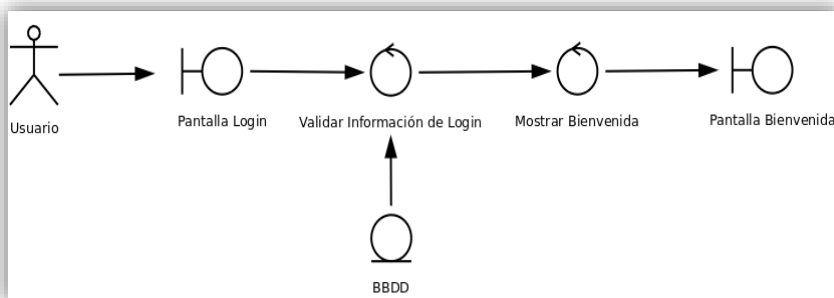 Usuario
Pantalla Login
Validar Información de Login
Mostrar Bienvenida
Pantalla Bienvenida
BBDD